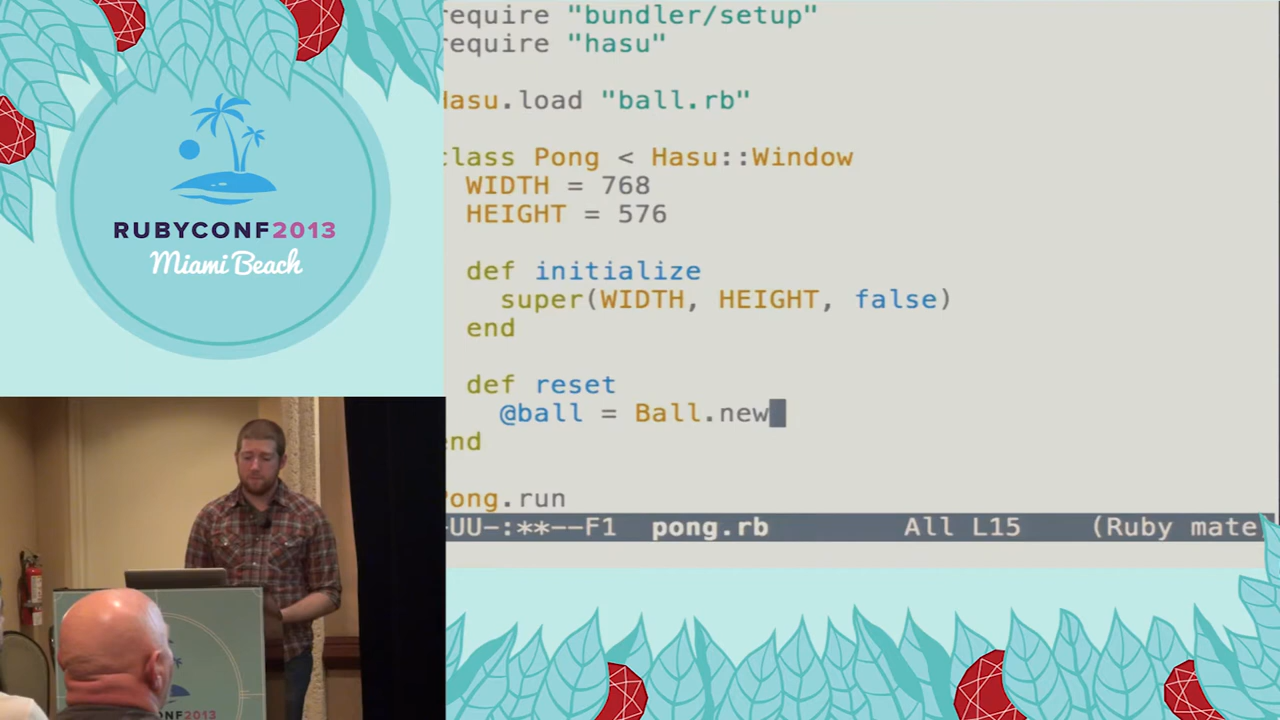 RUBYCONF2013
Miami Beach
require "bundler/setup"
require "hasu"
Hasu.load "ball.rb"
class Pong < Hasu::Window
WIDTH = 768
HEIGHT = 576
def initialize
super(WIDTH, HEIGHT, false)
end
def reset
@ball = Ball.new
end
Pong.run
-UU-:**--F1 pong.rb All L15 (Ruby mate
CONF2013